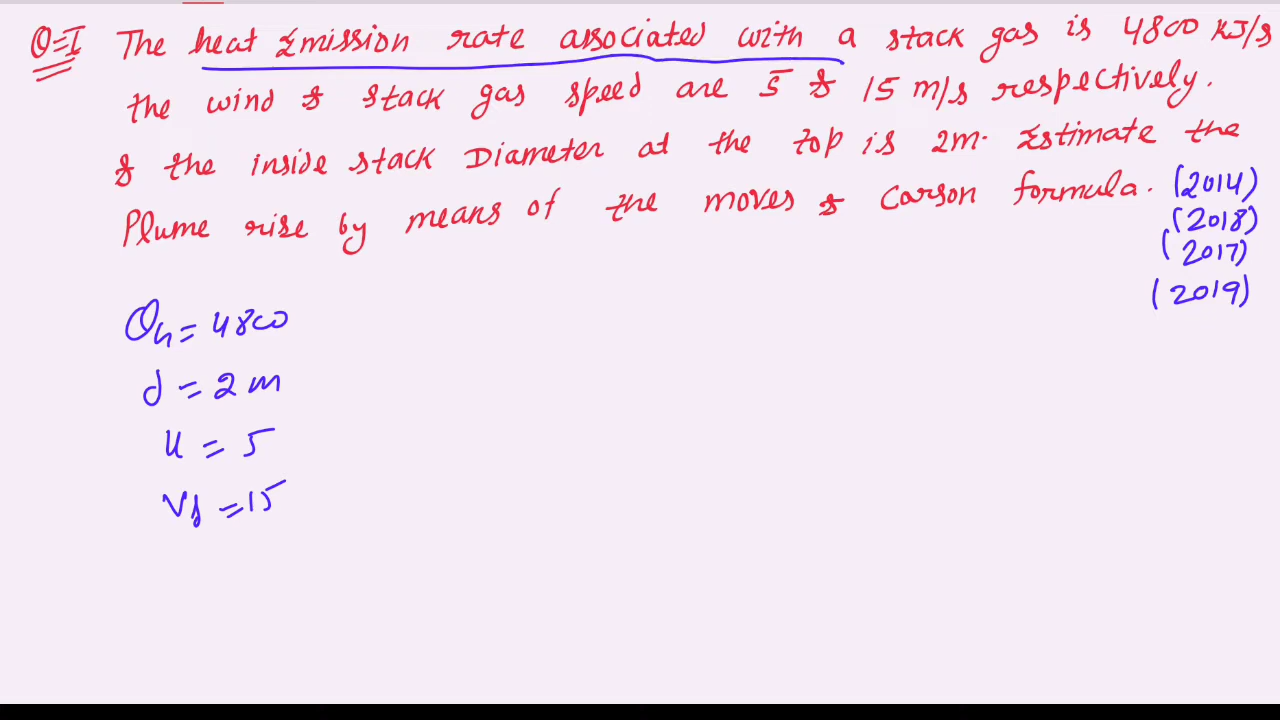 Q=I The heat Emission rate associated with a stack gas is 4800 KJ/s
the wind & stack gas speed are 5 & 15 m/s respectively.
& the inside stack Diameter at the top is 2m. Estimate the
Plume rise by means of the moves & Carson formula. (2014)
(2018)
(2017)
(2019)
Qh = 4800
d = 2 m
u = 5
Vs = 15